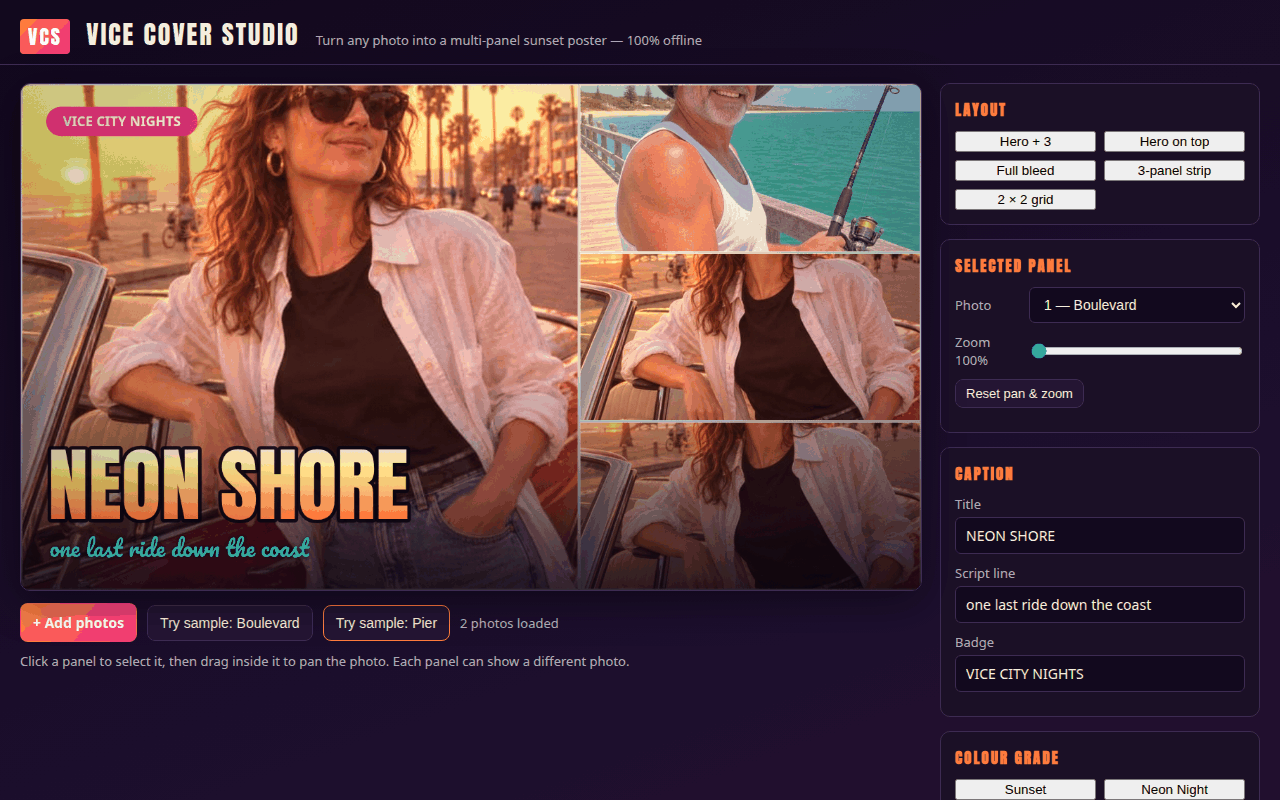 VCS
VICE COVER STUDIO
Turn any photo into a multi-panel sunset poster — 100% offline
VICE CITY NIGHTS
NEON SHORE
one last ride down the coast
+ Add photos
Try sample: Boulevard
Try sample: Pier
2 photos loaded
Click a panel to select it, then drag inside it to pan the photo. Each panel can show a different photo.
LAYOUT
Hero + 3
Hero on top
Full bleed
3-panel strip
2 × 2 grid
SELECTED PANEL
Photo
1 — Boulevard
Zoom
100%
Reset pan & zoom
CAPTION
Title
NEON SHORE
Script line
one last ride down the coast
Badge
VICE CITY NIGHTS
COLOUR GRADE
Sunset
Neon Night